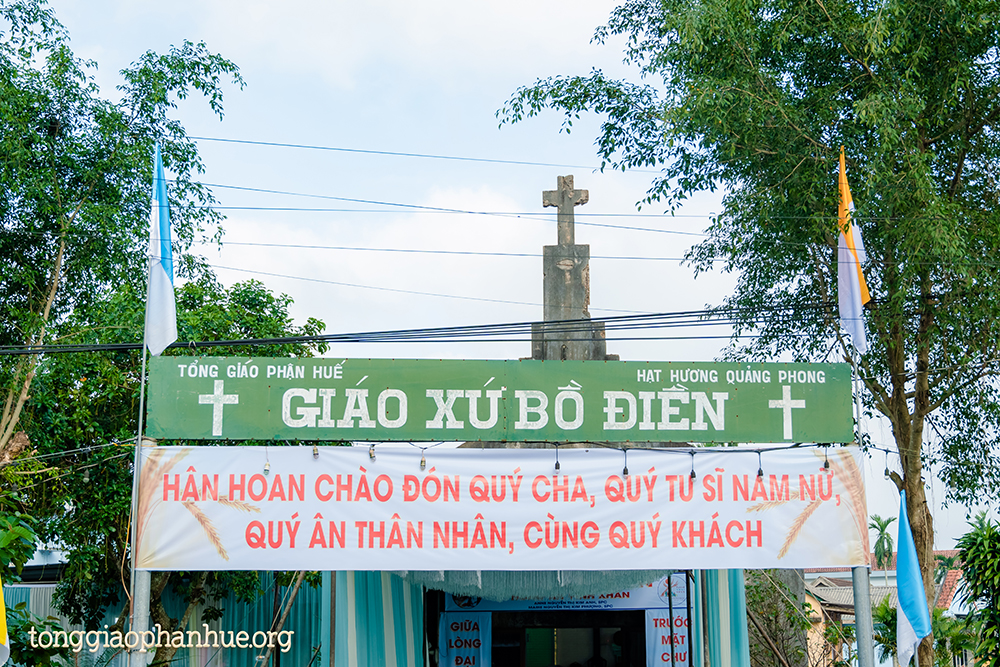 TỔNG GIÁO PHẬN HUẾ
HẠT HƯƠNG QUẢNG PHONG
GIÁO XỨ BỒ ĐIỀN
HÂN HOAN CHÀO ĐÓN QUÝ CHA, QUÝ TU SĨ NAM NỮ,
QUÝ ÂN THÂN NHÂN, CÙNG QUÝ KHÁCH
GIỮA
LÒNG
ĐẠI
TRƯỚC
MẶT
CHƯ
tonggiaophanhue.org